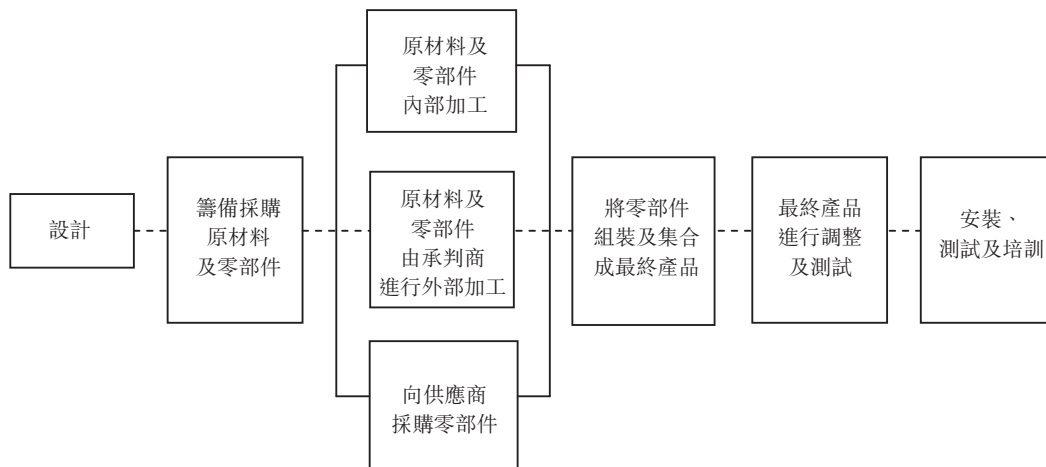 設計
籌備採購
原材料
及零部件
原材料及
零部件
內部加工
原材料及
零部件
由承判商
進行外部加工
向供應商
採購零部件
將零部件
組裝及集合
成最終產品
最終產品
進行調整
及測試
安裝、
測試及培訓